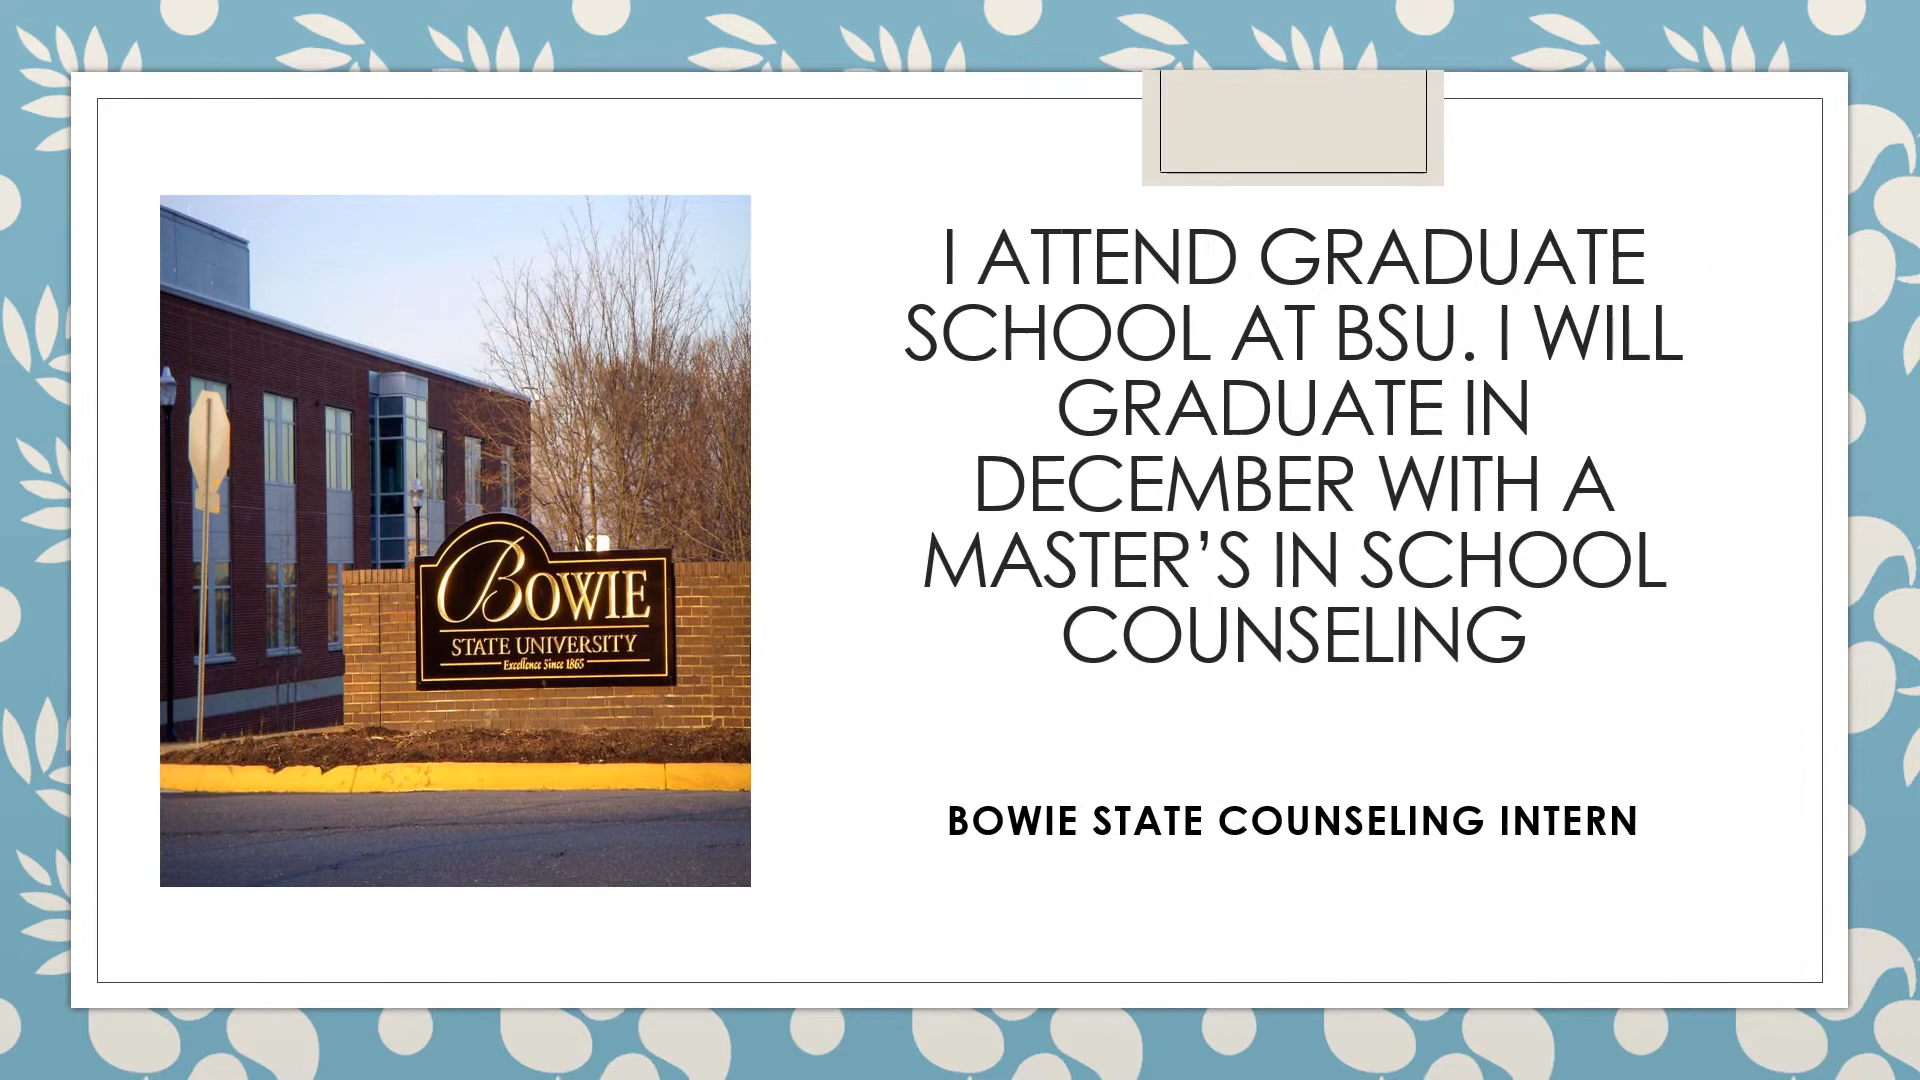 I ATTEND GRADUATE
SCHOOL AT BSU. I WILL
GRADUATE IN
DECEMBER WITH A
MASTER’S IN SCHOOL
COUNSELING
BOWIE STATE COUNSELING INTERN
BOWIE
STATE UNIVERSITY
Excellence Since 1865